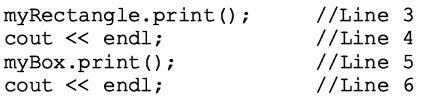 myRectangle.print();      //Line 3
cout << endl;             //Line 4
myBox.print();            //Line 5
cout << endl;             //Line 6